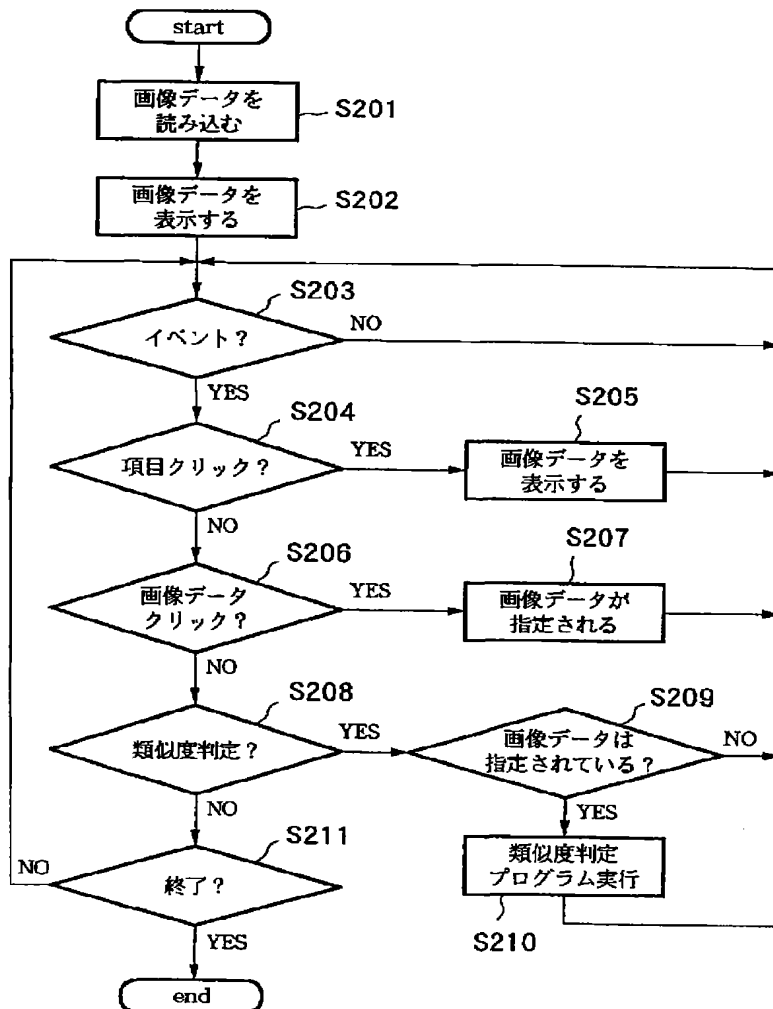 start
画像データを
読み込む
S201
画像データを
表示する
S202
S203
イベント?
NO
YES
S204
項目クリック?
YES
S205
画像データを
表示する
NO
S206
画像データ
クリック?
YES
S207
画像データが
指定される
NO
S208
類似度判定?
YES
S209
画像データは
指定されている?
NO
YES
NO
類似度判定
プログラム実行
S210
S211
終了?
NO
YES
end